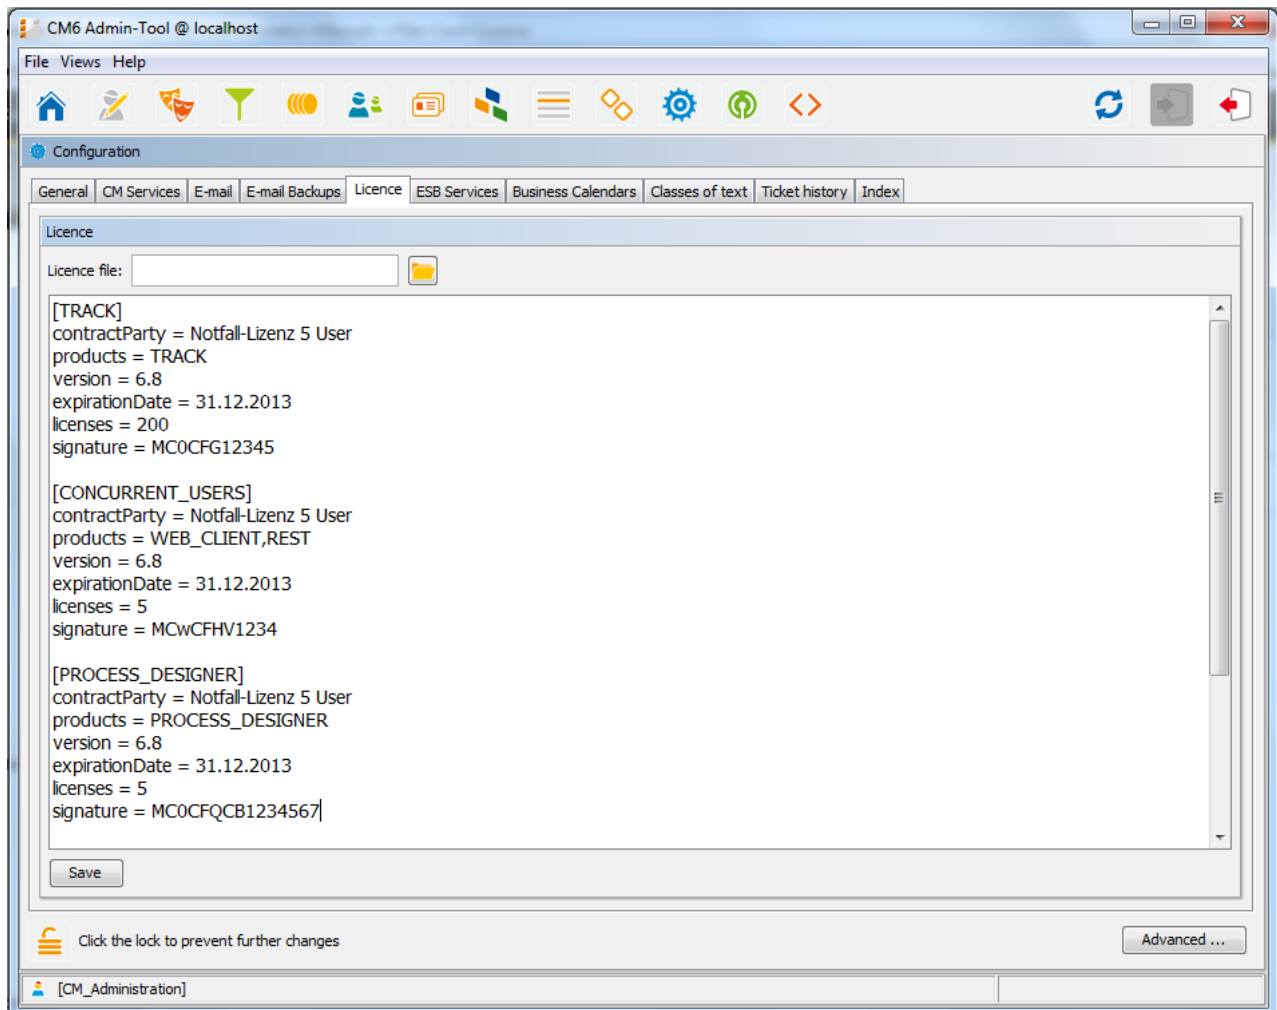 CM6 Admin-Tool @ localhost
File Views Help
Configuration
General CM Services E-mail E-mail Backups Licence ESB Services Business Calendars Classes of text Ticket history Index
Licence
Licence file:
[TRACK]
contractParty = Notfall-Lizenz 5 User
products = TRACK
version = 6.8
expirationDate = 31.12.2013
licenses = 200
signature = MC0CFG12345
[CONCURRENT_USERS]
contractParty = Notfall-Lizenz 5 User
products = WEB_CLIENT,REST
version = 6.8
expirationDate = 31.12.2013
licenses = 5
signature = MCwCFHV1234
[PROCESS_DESIGNER]
contractParty = Notfall-Lizenz 5 User
products = PROCESS_DESIGNER
version = 6.8
expirationDate = 31.12.2013
licenses = 5
signature = MC0CFQCB1234567
Save
Click the lock to prevent further changes
Advanced ...
[CM_Administration]